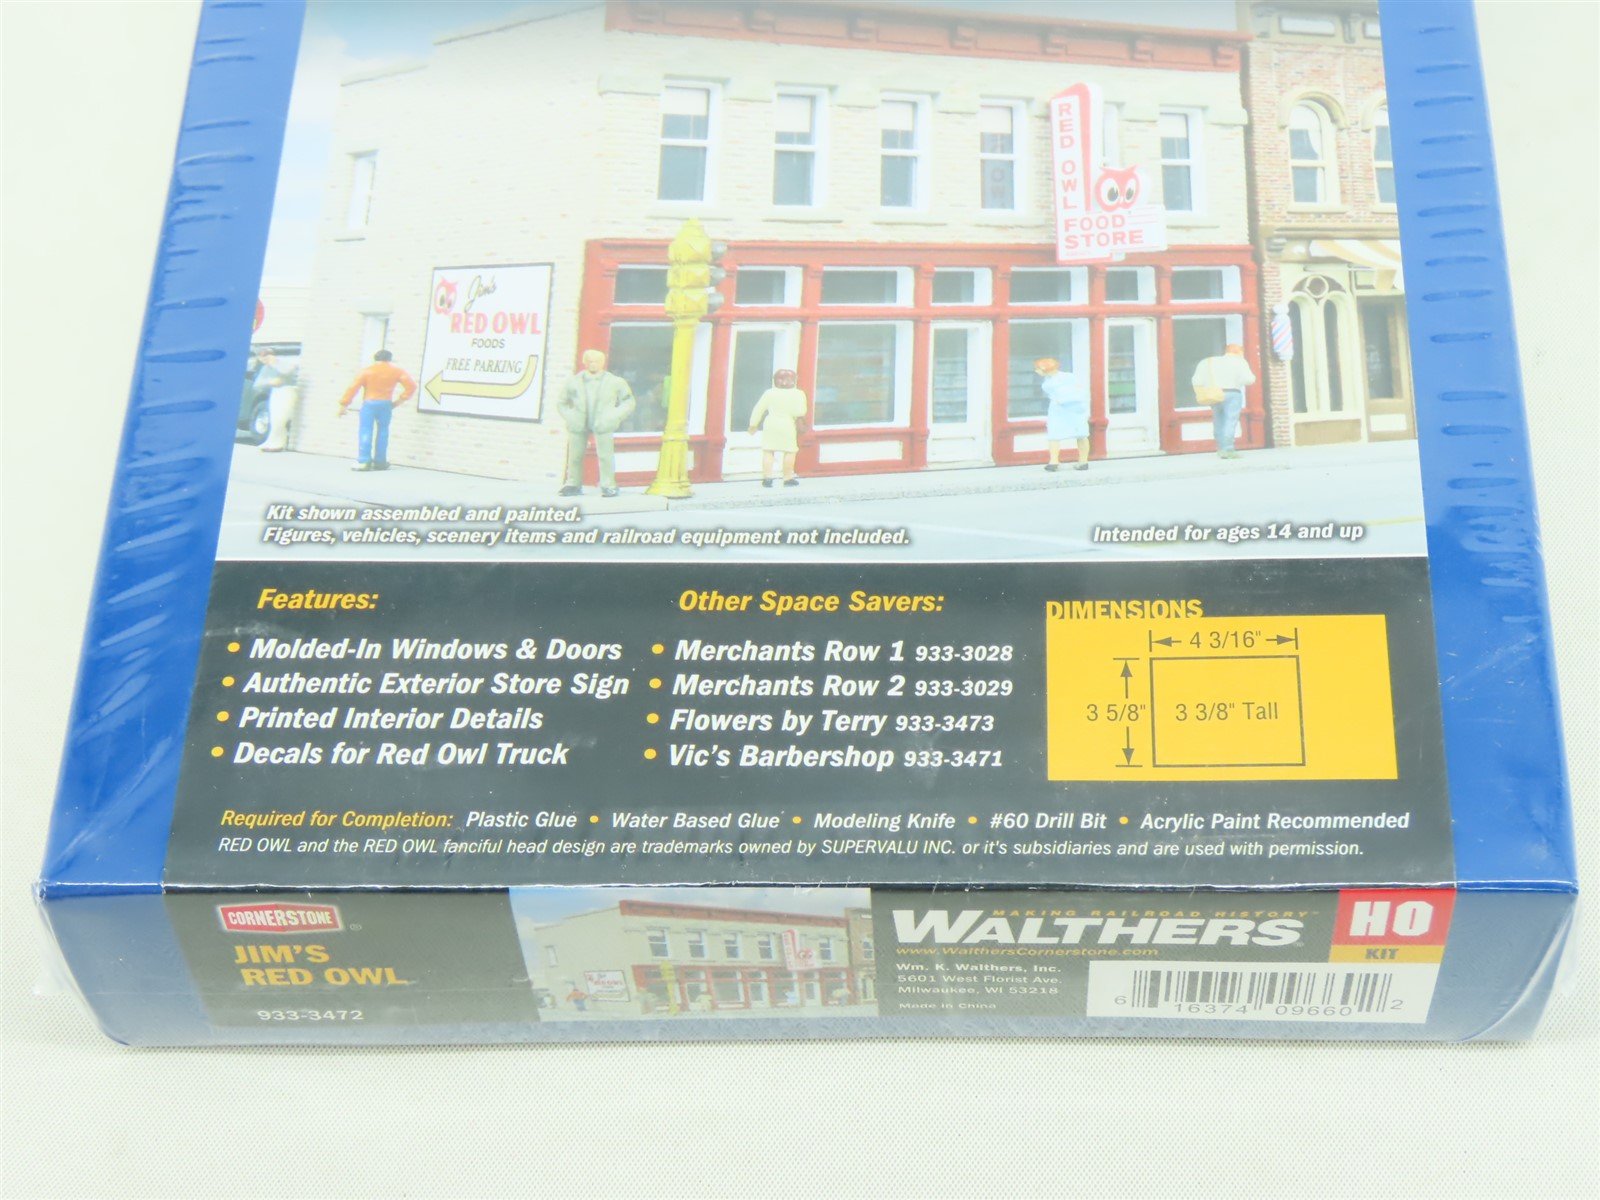 RED OWL
FOOD
STORE
Jim's
RED OWL
FOODS
FREE PARKING
Kit shown assembled and painted.
Figures, vehicles, scenery items and railroad equipment not included.
Intended for ages 14 and up
Features:
• Molded-In Windows & Doors
• Authentic Exterior Store Sign
• Printed Interior Details
• Decals for Red Owl Truck
Other Space Savers:
• Merchants Row 1 933-3028
• Merchants Row 2 933-3029
• Flowers by Terry 933-3473
• Vic's Barbershop 933-3471
DIMENSIONS
4 3/16"
3 5/8"
3 3/8" Tall
Required for Completion: Plastic Glue • Water Based Glue • Modeling Knife • #60 Drill Bit • Acrylic Paint Recommended
RED OWL and the RED OWL fanciful head design are trademarks owned by SUPERVALU INC. or it's subsidiaries and are used with permission.
CORNERSTONE ®
JIM'S
RED OWL
933-3472
MAKING RAILROAD HISTORY™
WALTHERS®
www.WalthersCornerstone.com
Wm. K. Walthers, Inc.
5601 West Florist Ave.
Milwaukee, WI 53218
Made in China
HO
KIT
6 16374 09660 2